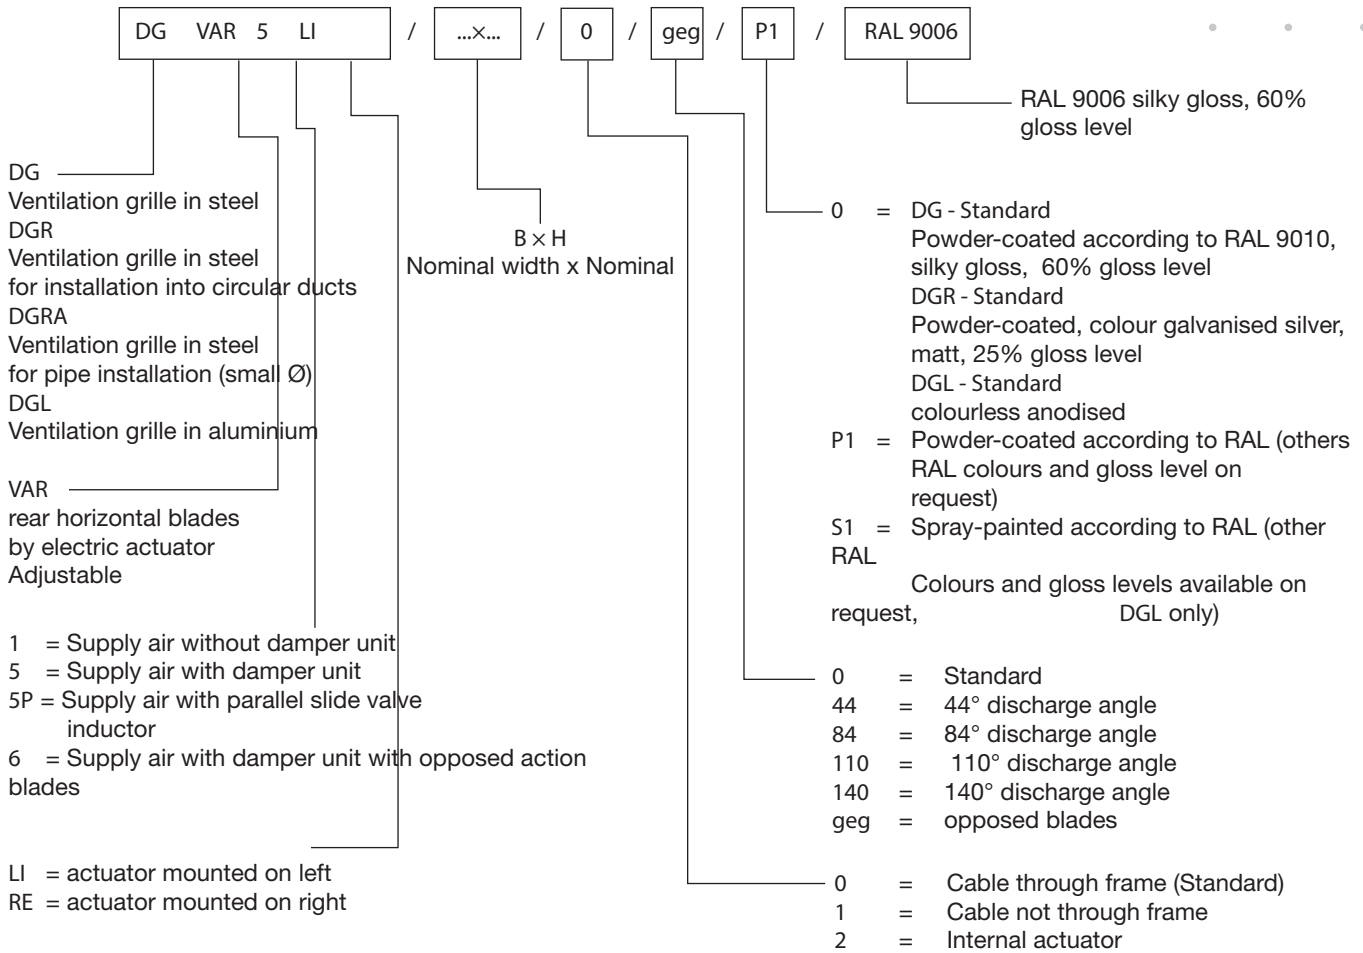 DG VAR 5 LI / ...×... / 0 / geg / P1 / RAL 9006
RAL 9006 silky gloss, 60%
gloss level
DG
Ventilation grille in steel
DGR
Ventilation grille in steel
for installation into circular ducts
DGRA
Ventilation grille in steel
for pipe installation (small Ø)
DGL
Ventilation grille in aluminium
VAR
rear horizontal blades
by electric actuator
Adjustable
1 = Supply air without damper unit
5 = Supply air with damper unit
5P = Supply air with parallel slide valve
inductor
6 = Supply air with damper unit with opposed action
blades
LI = actuator mounted on left
RE = actuator mounted on right
B × H
Nominal width x Nominal
0 = DG - Standard
Powder-coated according to RAL 9010,
silky gloss, 60% gloss level
DGR - Standard
Powder-coated, colour galvanised silver,
matt, 25% gloss level
DGL - Standard
colourless anodised
P1 = Powder-coated according to RAL (others
RAL colours and gloss level on
request)
S1 = Spray-painted according to RAL (other
RAL
Colours and gloss levels available on
request, DGL only)
0 = Standard
44 = 44° discharge angle
84 = 84° discharge angle
110 = 110° discharge angle
140 = 140° discharge angle
geg = opposed blades
0 = Cable through frame (Standard)
1 = Cable not through frame
2 = Internal actuator